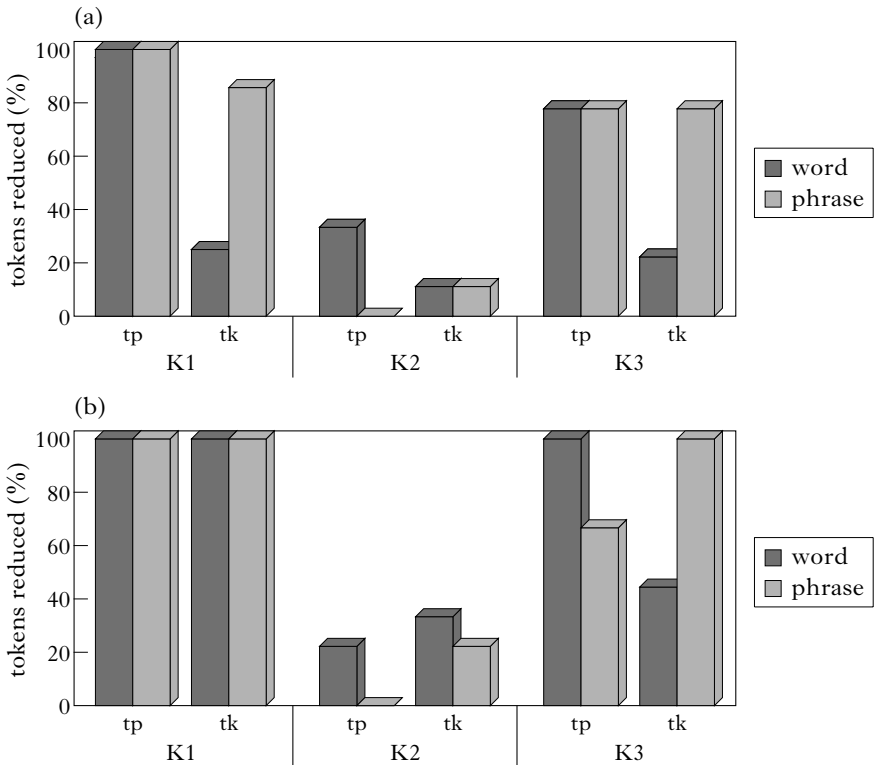 (a)
tokens reduced (%)
100
80
60
40
20
0
tp tk tp tk tp tk
K1 K2 K3
word
phrase
(b)
tokens reduced (%)
100
80
60
40
20
0
tp tk tp tk tp tk
K1 K2 K3
word
phrase